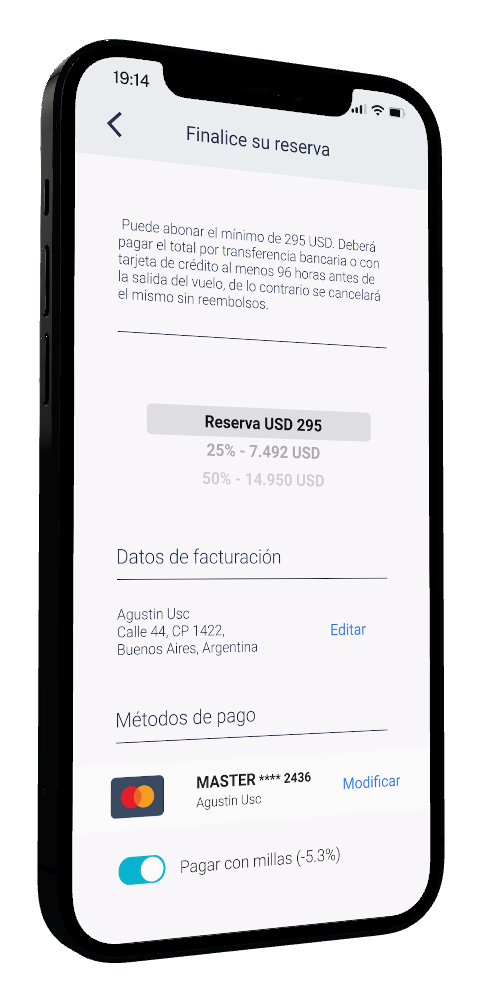 19:14
Finalice su reserva
Puede abonar el mínimo de 295 USD. Deberá
pagar el total por transferencia bancaria o con
tarjeta de crédito al menos 96 horas antes de
la salida del vuelo, de lo contrario se cancelará
el mismo sin reembolsos.
Reserva USD 295
25% - 7.492 USD
50% - 14.950 USD
Datos de facturación
Agustin Usc
Calle 44, CP 1422,
Buenos Aires, Argentina
Editar
Métodos de pago
MASTER **** 2436
Agustin Usc
Modificar
Pagar con millas (-5.3%)